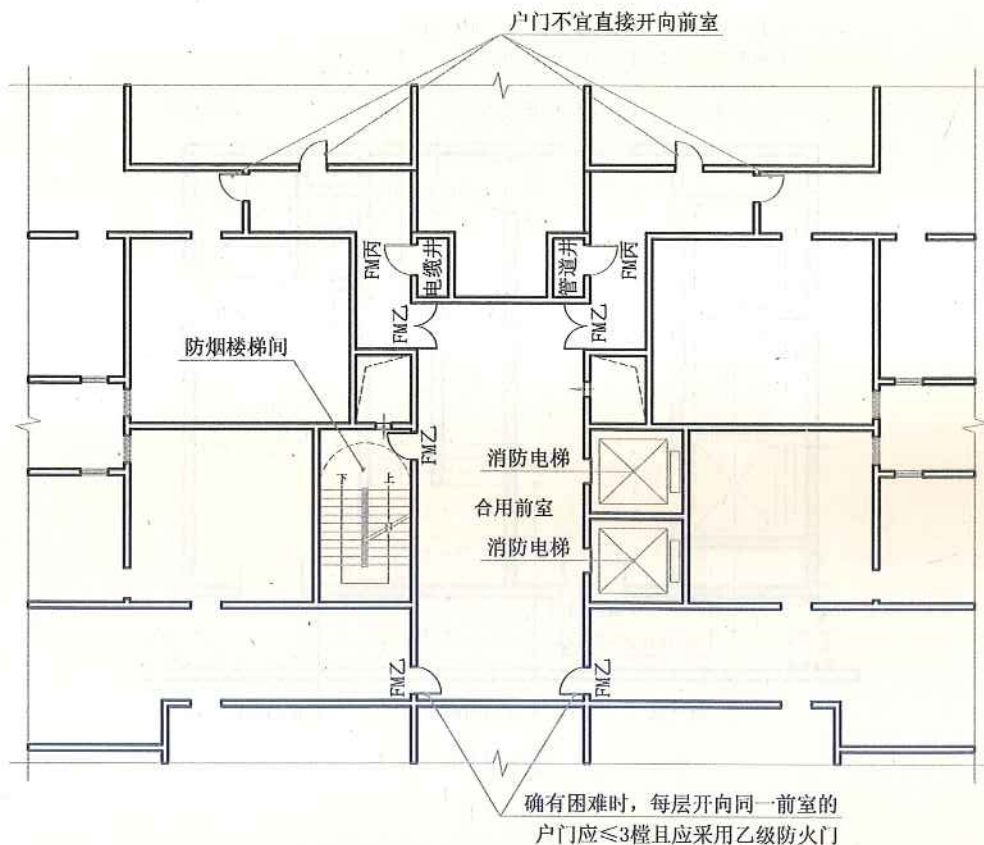 户门不宜直接开向前室
FM丙
电缆井
管道井
FM丙
FM乙
FM乙
防烟楼梯间
FM乙
下
上
消防电梯
合用前室
消防电梯
FM乙
FM乙
确有困难时，每层开向同一前室的
户门应≤3樘且应采用乙级防火门